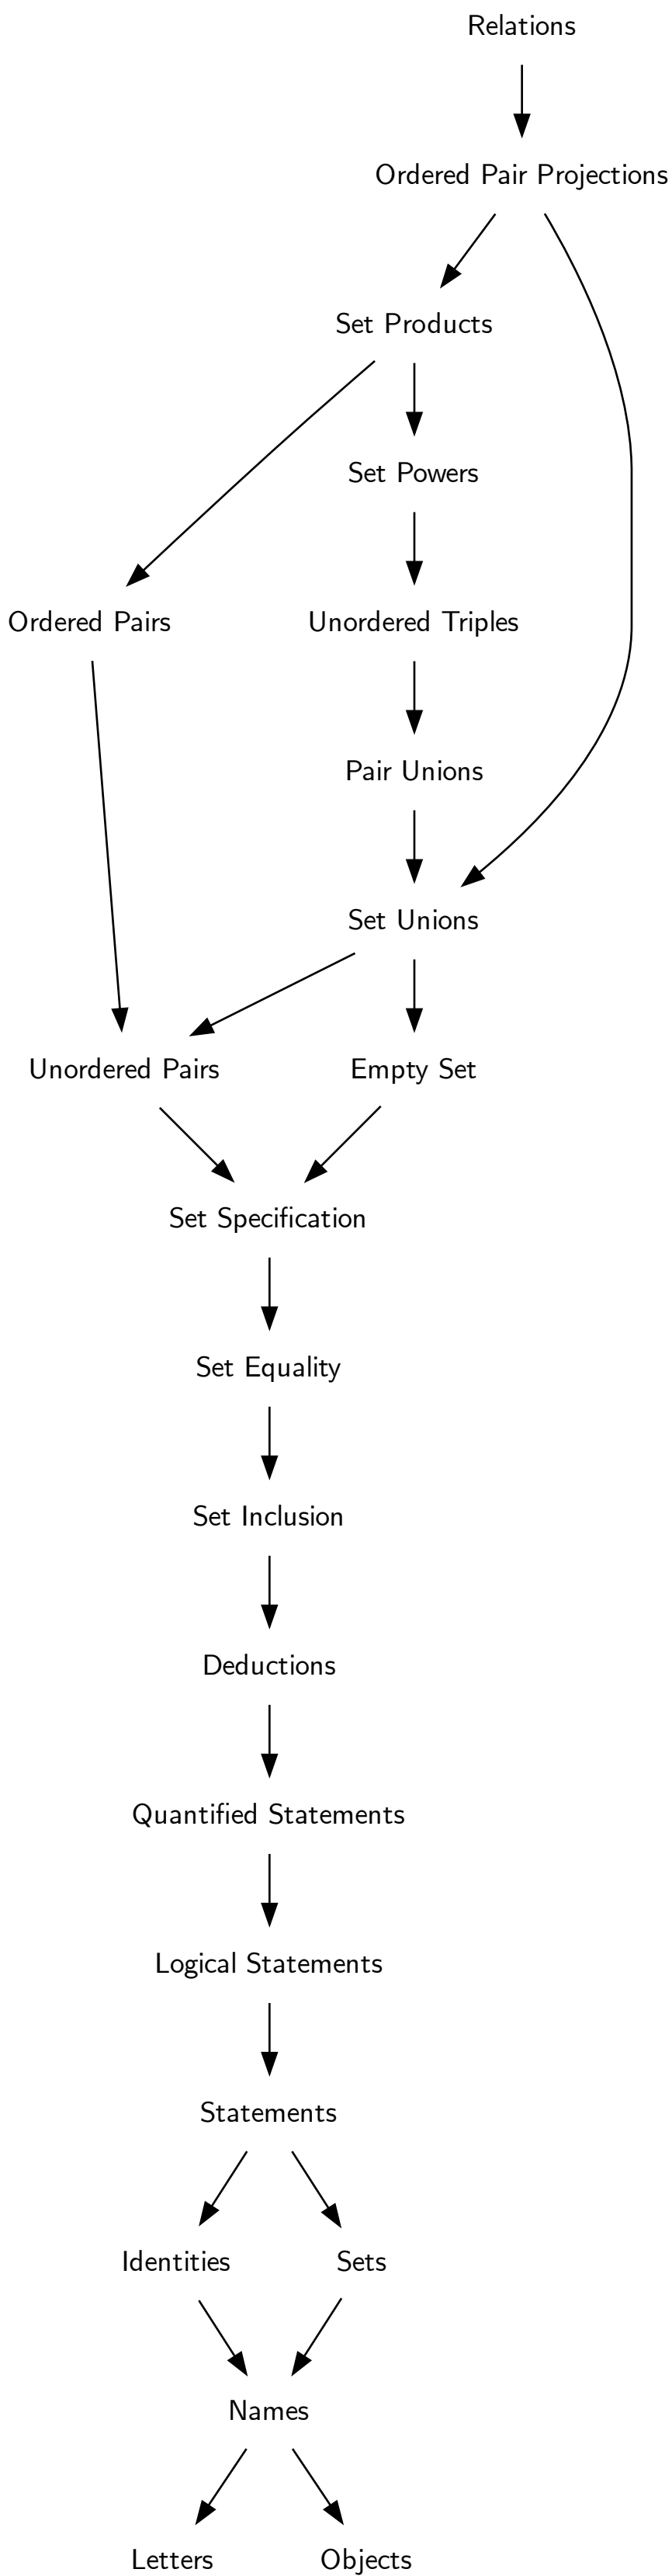 Relations
Ordered Pair Projections
Set Products
Set Powers
Ordered Pairs
Unordered Triples
Pair Unions
Set Unions
Unordered Pairs
Empty Set
Set Specification
Set Equality
Set Inclusion
Deductions
Quantified Statements
Logical Statements
Statements
Identities
Sets
Names
Letters
Objects